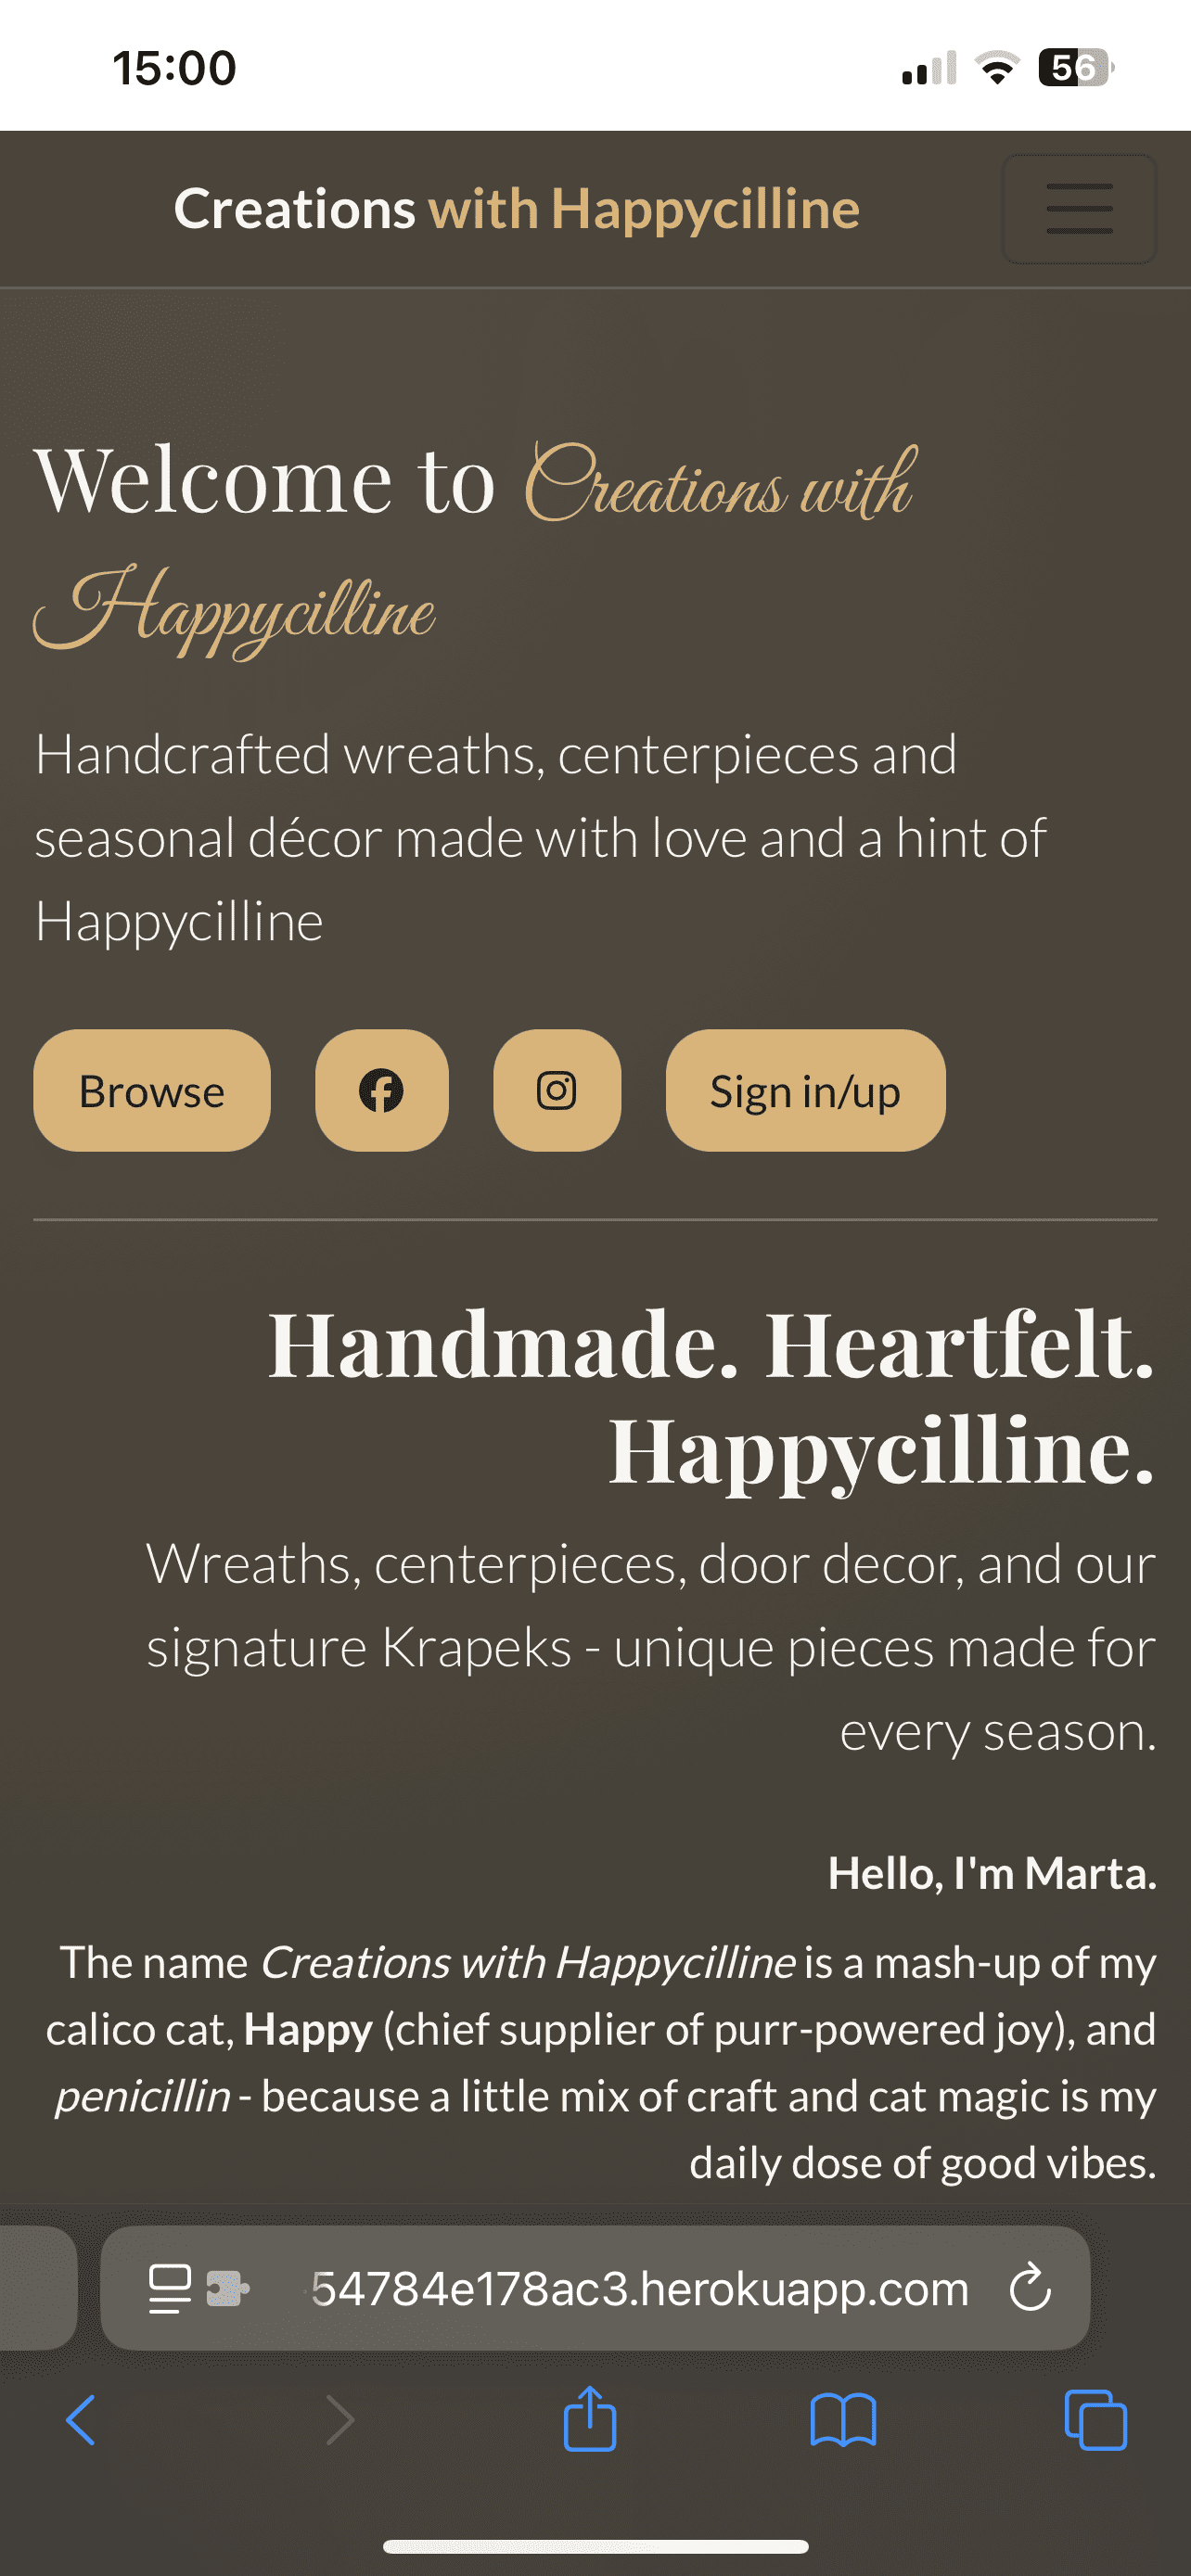 15:00
56
Creations with Happycilline
Welcome to Creations with
Happycilline
Handcrafted wreaths, centerpieces and
seasonal décor made with love and a hint of
Happycilline
Browse
Sign in/up
Handmade. Heartfelt.
Happycilline.
Wreaths, centerpieces, door decor, and our
signature Krapeks - unique pieces made for
every season.
Hello, I'm Marta.
The name Creations with Happycilline is a mash-up of my
calico cat, Happy (chief supplier of purr-powered joy), and
penicillin - because a little mix of craft and cat magic is my
daily dose of good vibes.
54784e178ac3.herokuapp.com